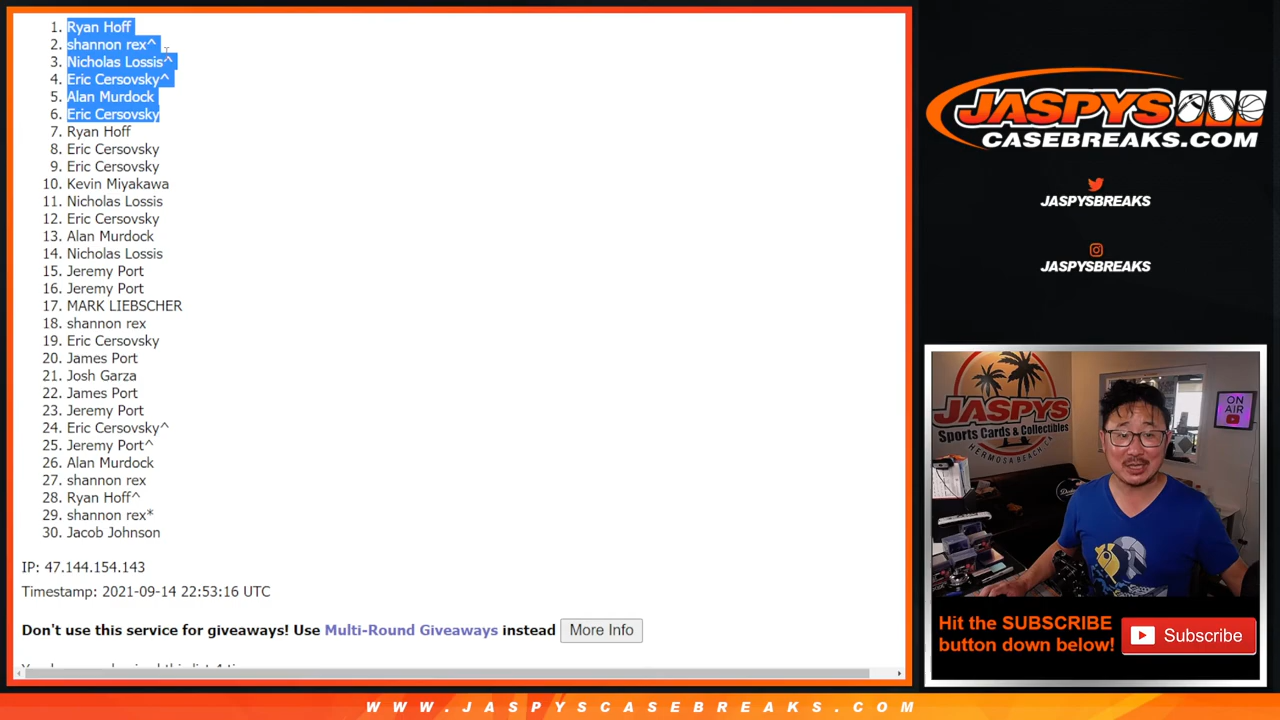 1. Ryan Hoff
2. shannon rex^
3. Nicholas Lossis^
4. Eric Cersovsky^
5. Alan Murdock
6. Eric Cersovsky
7. Ryan Hoff
8. Eric Cersovsky
9. Eric Cersovsky
10. Kevin Miyakawa
11. Nicholas Lossis
12. Eric Cersovsky
13. Alan Murdock
14. Nicholas Lossis
15. Jeremy Port
16. Jeremy Port
17. MARK LIEBSCHER
18. shannon rex
19. Eric Cersovsky
20. James Port
21. Josh Garza
22. James Port
23. Jeremy Port
24. Eric Cersovsky^
25. Jeremy Port^
26. Alan Murdock
27. shannon rex
28. Ryan Hoff^
29. shannon rex*
30. Jacob Johnson
IP: 47.144.154.143
Timestamp: 2021-09-14 22:53:16 UTC
Don't use this service for giveaways! Use Multi-Round Giveaways instead More Info
JASPYS
CASEBREAKS.COM
JASPYSBREAKS
JASPYSBREAKS
JASPYS
Sports Cards & Collectibles
HERMOSA BEACH, CA
ON
AIR
Hit the SUBSCRIBE
button down below!
Subscribe
WWW.JASPYSCASEBREAKS.COM